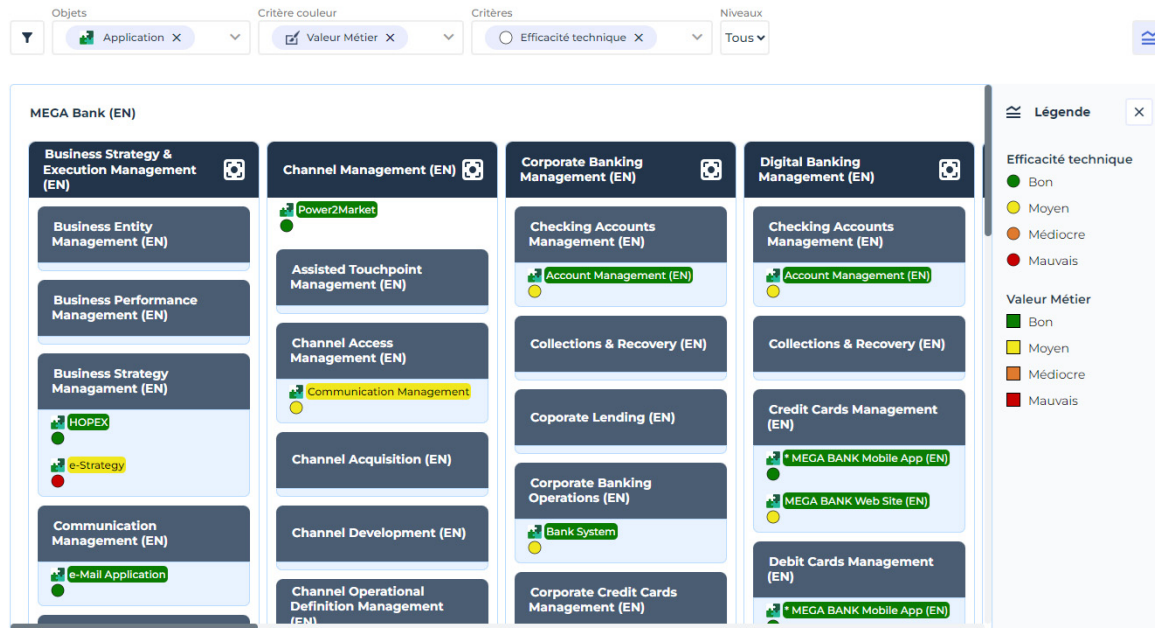 Objets
Critère couleur
Critères
Niveaux
Application
Valeur Métier
Efficacité technique
Tous
MEGA Bank (EN)
Business Strategy &
Execution Management
(EN)
Business Entity
Management (EN)
Business Performance
Management (EN)
Business Strategy
Managament (EN)
HOPEX
e-Strategy
Communication
Management (EN)
e-Mail Application
Channel Management (EN)
Power2Market
Assisted Touchpoint
Management (EN)
Channel Access
Management (EN)
Communication Management
Channel Acquisition (EN)
Channel Development (EN)
Channel Operational
Definition Management
(EN)
Corporate Banking
Management (EN)
Checking Accounts
Management (EN)
Account Management (EN)
Collections & Recovery (EN)
Coporate Lending (EN)
Corporate Banking
Operations (EN)
Bank System
Corporate Credit Cards
Management (EN)
Digital Banking
Management (EN)
Checking Accounts
Management (EN)
Account Management (EN)
Collections & Recovery (EN)
Credit Cards Management
(EN)
* MEGA BANK Mobile App (EN)
MEGA BANK Web Site (EN)
Debit Cards Management
(EN)
* MEGA BANK Mobile App (EN)
Légende
Efficacité technique
Bon
Moyen
Médiocre
Mauvais
Valeur Métier
Bon
Moyen
Médiocre
Mauvais